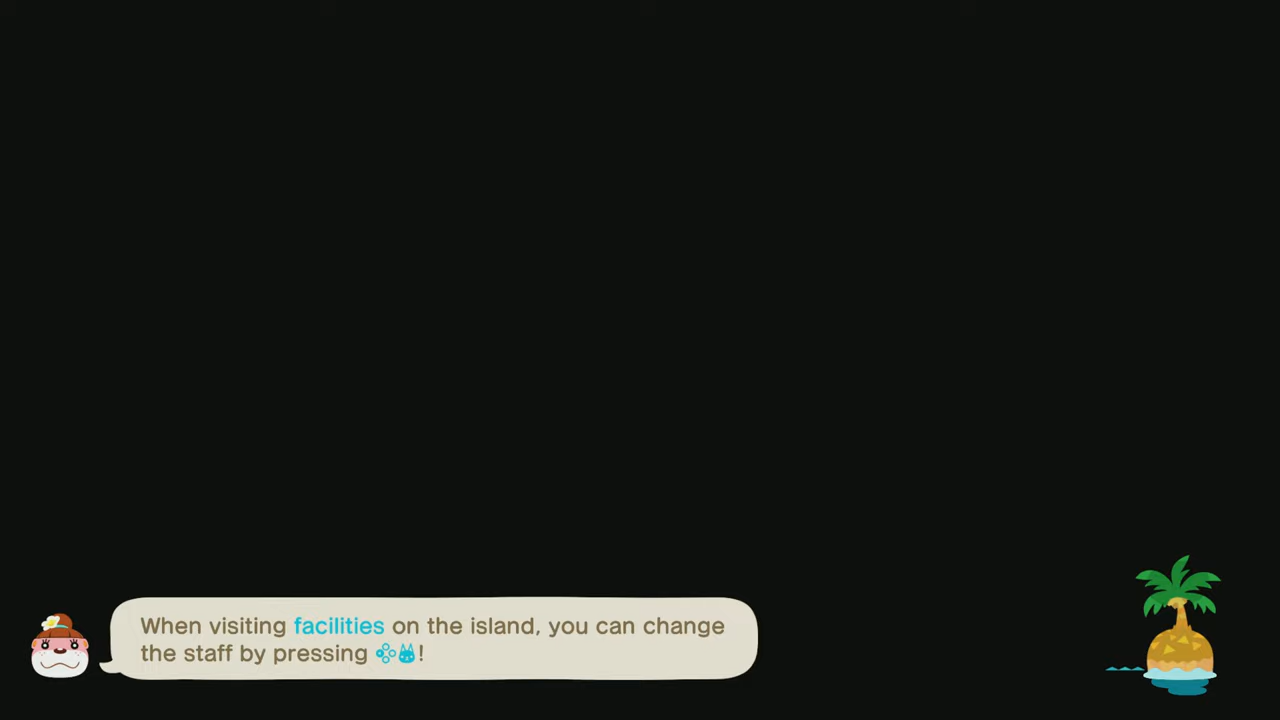 When visiting facilities on the island, you can change
the staff by pressing !